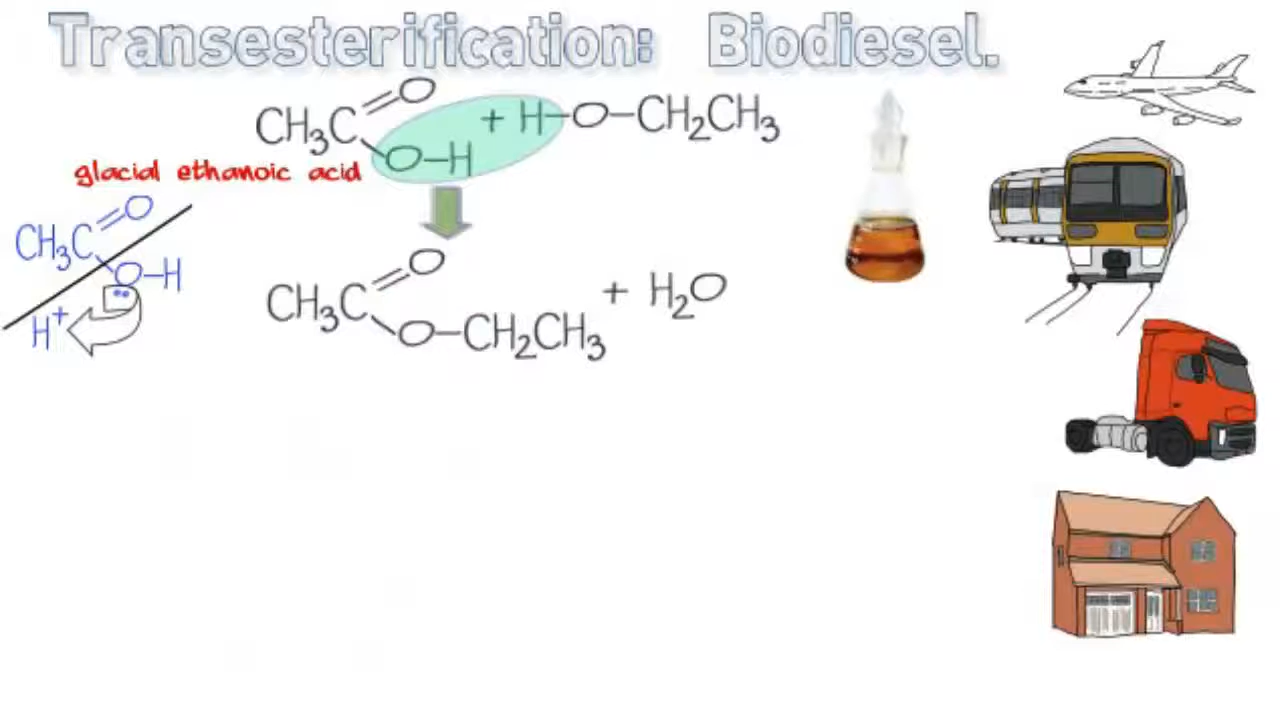 Transesterification: Biodiesel.
CH3C=O
O-H + H-O-CH2CH3
glacial ethanoic acid
CH3C=O
O-H
H+
CH3C=O
O-CH2CH3 + H2O